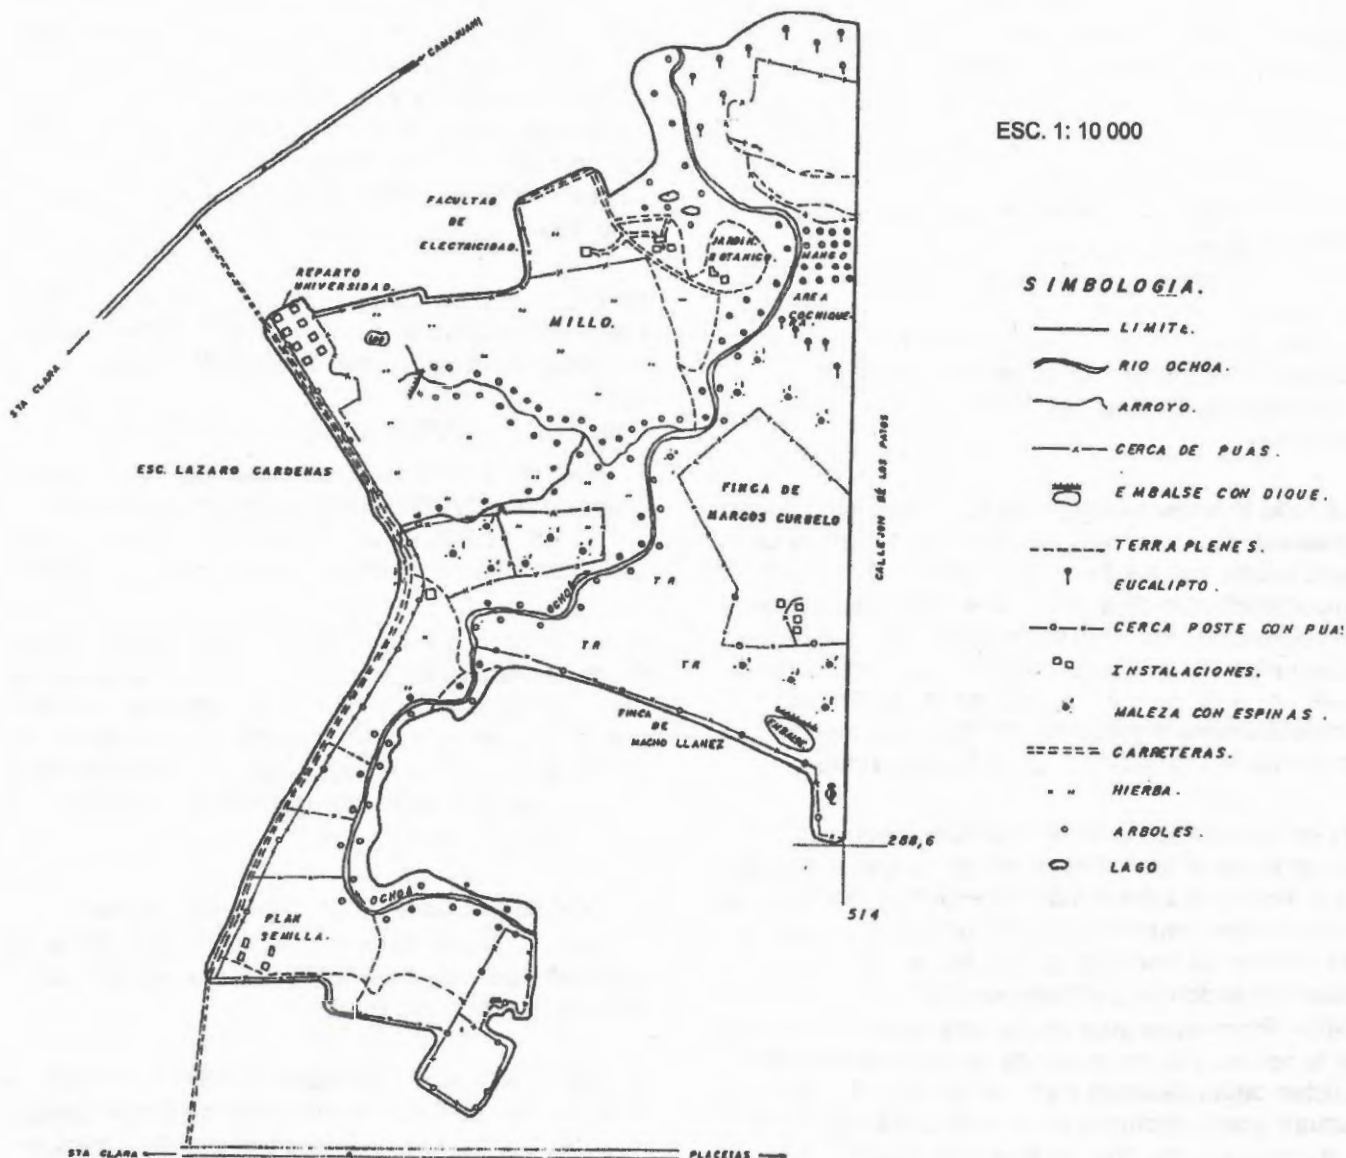 CAMAJUANI
STA CLARA
ESC. 1: 10 000
FACULTAD
DE
ELECTRICIDAD.
REPARTO
UNIVERSIDAD.
JARDIN
BOTANICO.
MANGO
AREA
COCHIQUE-
RA.
MILLO.
ESC. LAZARO CARDENAS
FINCA DE
MARCOS CURBELO
CALLEJON DE LOS PATOS
OCHOA
T R
T R
T R
FINCA
DE
MACHO LLANEZ
EMBALSE
288,6
514
OCHOA
PLAN
SEMILLA.
STA CLARA
PLACETAS
SIMBOLOGIA.
LIMITE.
RIO OCHOA.
ARROYO.
CERCA DE PUAS.
EMBALSE CON DIQUE.
TERRAPLENES.
EUCALIPTO.
CERCA POSTE CON PUAS
INSTALACIONES.
MALEZA CON ESPINAS.
CARRETERAS.
HIERBA.
ARBOLES.
LAGO